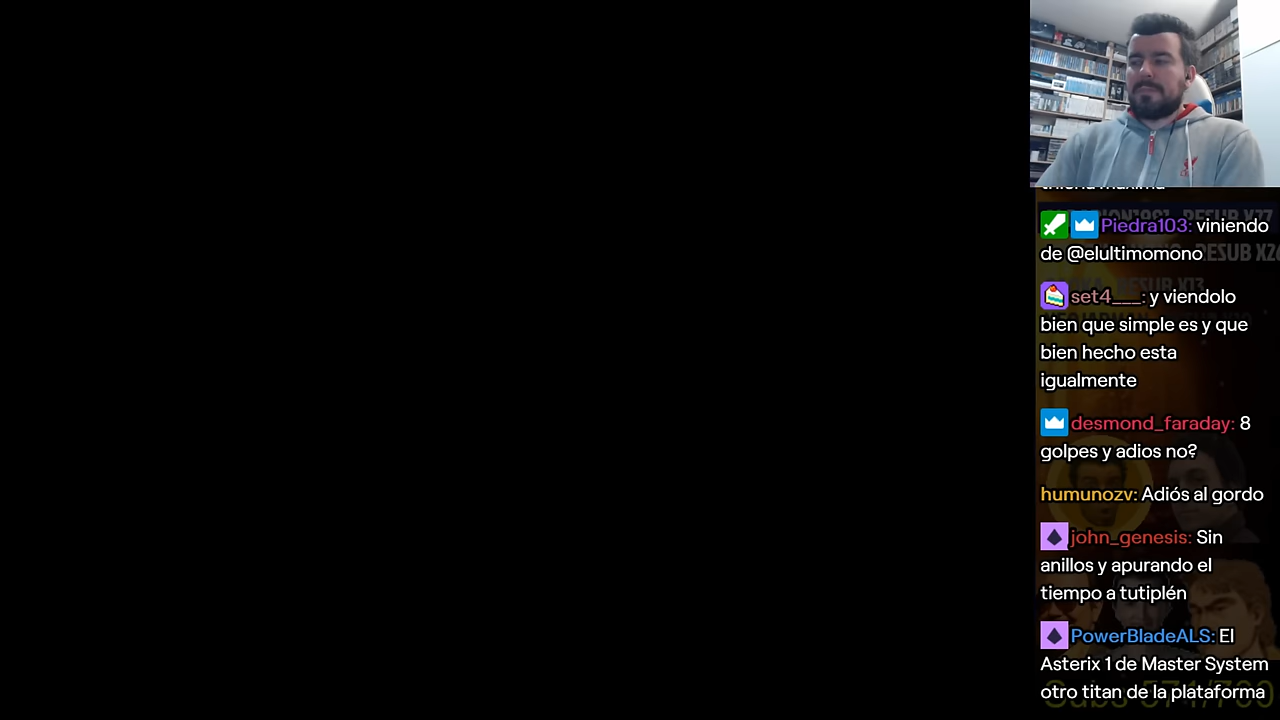 Piedra103: viniendo
de @elultimomono
set4___: y viendolo
bien que simple es y que
bien hecho esta
igualmente
desmond_faraday: 8
golpes y adios no?
humunozv: Adiós al gordo
john_genesis: Sin
anillos y apurando el
tiempo a tutiplén
PowerBladeALS: El
Asterix 1 de Master System
otro titan de la plataforma